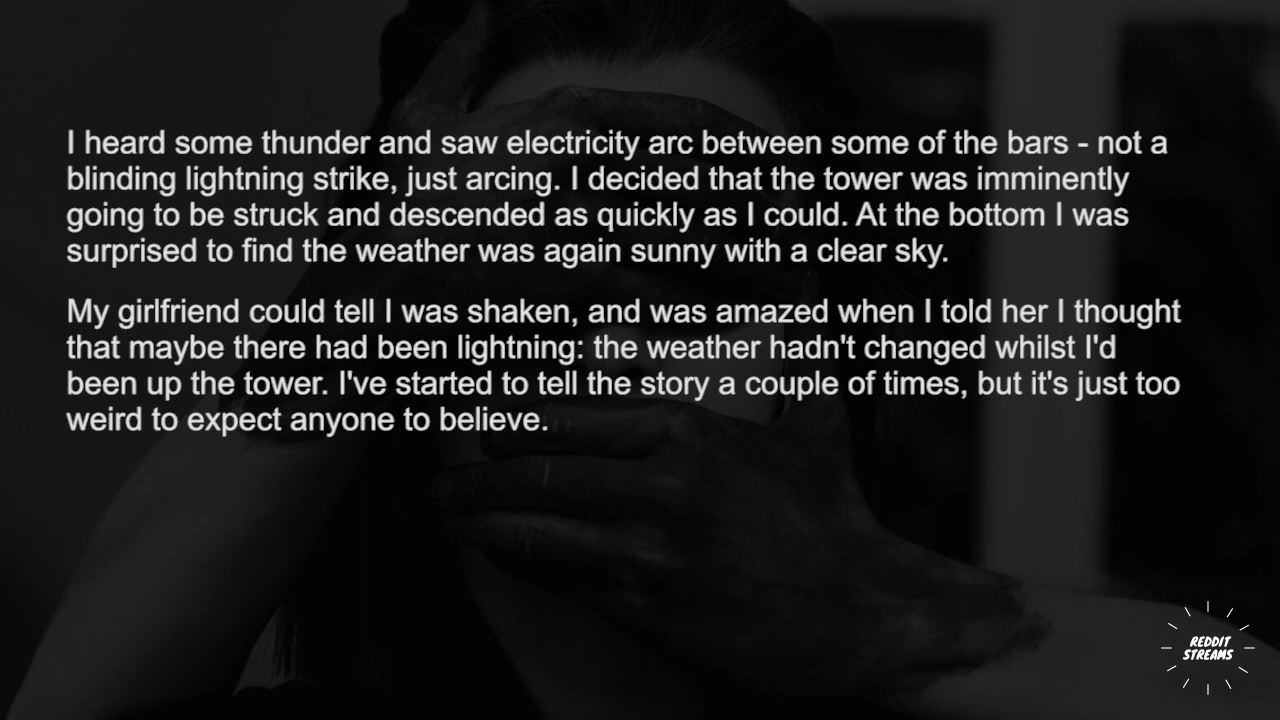 I heard some thunder and saw electricity arc between some of the bars - not a
blinding lightning strike, just arcing. I decided that the tower was imminently
going to be struck and descended as quickly as I could. At the bottom I was
surprised to find the weather was again sunny with a clear sky.
My girlfriend could tell I was shaken, and was amazed when I told her I thought
that maybe there had been lightning: the weather hadn't changed whilst I'd
been up the tower. I've started to tell the story a couple of times, but it's just too
weird to expect anyone to believe.
REDDIT
STREAMS